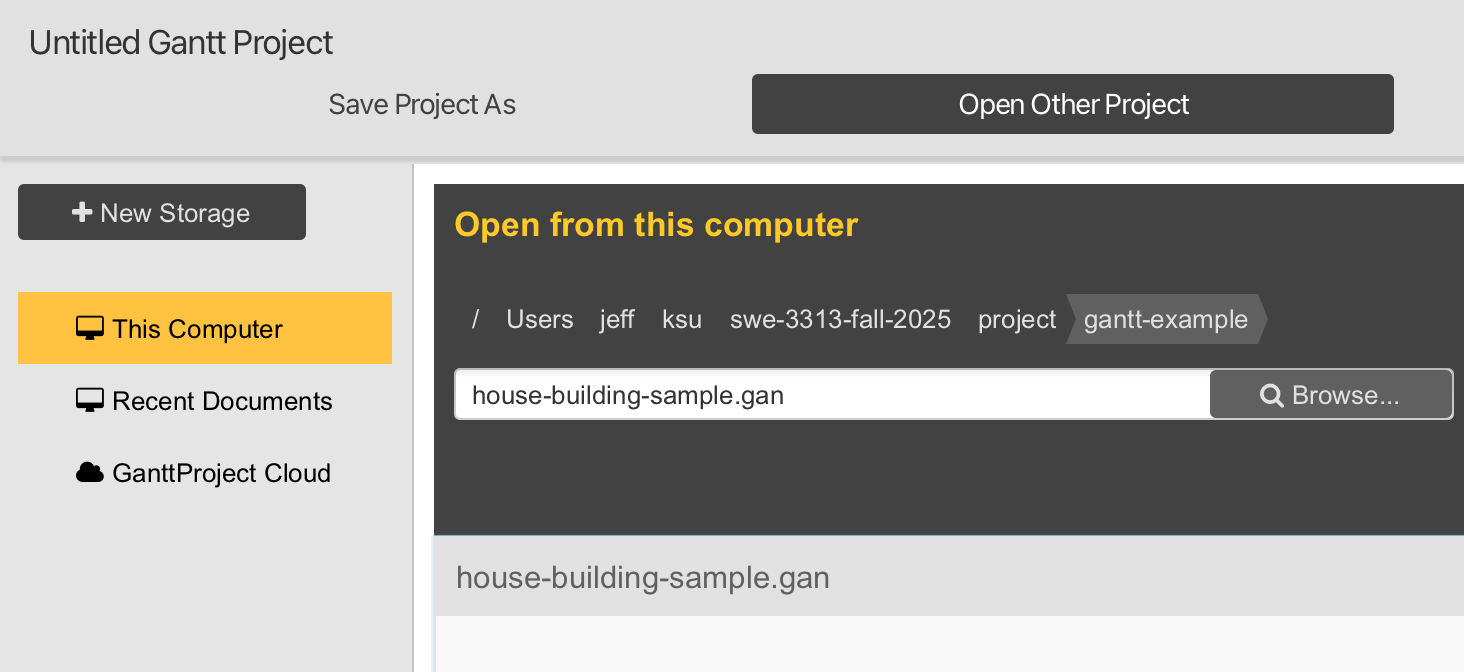 Untitled Gantt Project
Save Project As
Open Other Project
New Storage
This Computer
Recent Documents
GanttProject Cloud
Open from this computer
/ Users jeff ksu swe-3313-fall-2025 project gantt-example
house-building-sample.gan
Browse...
house-building-sample.gan